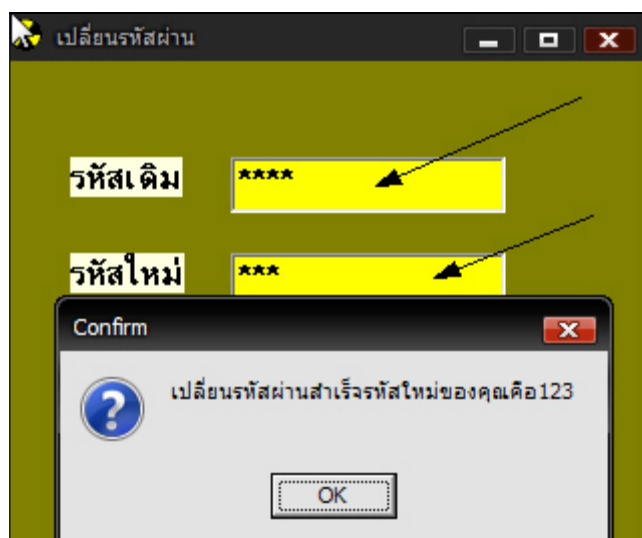 เปลี่ยนรหัสผ่าน
รหัสเดิม ****
รหัสใหม่ ***
Confirm
เปลี่ยนรหัสผ่านสำเร็จรหัสใหม่ของคุณคือ123
OK